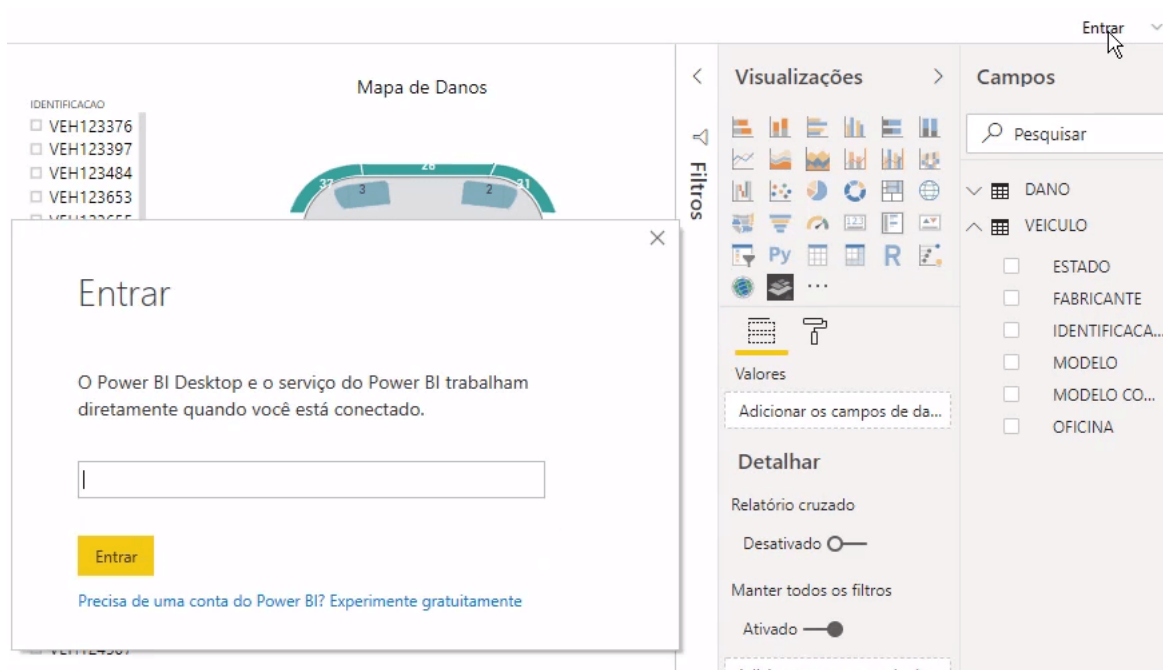 Entrar
Mapa de Danos
IDENTIFICACAO
VEH123376
VEH123397
VEH123484
VEH123653
28
37
3
2
31
Entrar
O Power BI Desktop e o serviço do Power BI trabalham
diretamente quando você está conectado.
Entrar
Precisa de uma conta do Power BI? Experimente gratuitamente
Filtros
Visualizações
123
Py
R
Valores
Adicionar os campos de da...
Detalhar
Relatório cruzado
Desativado
Manter todos os filtros
Ativado
Campos
Pesquisar
DANO
VEICULO
ESTADO
FABRICANTE
IDENTIFICACA...
MODELO
MODELO CO...
OFICINA